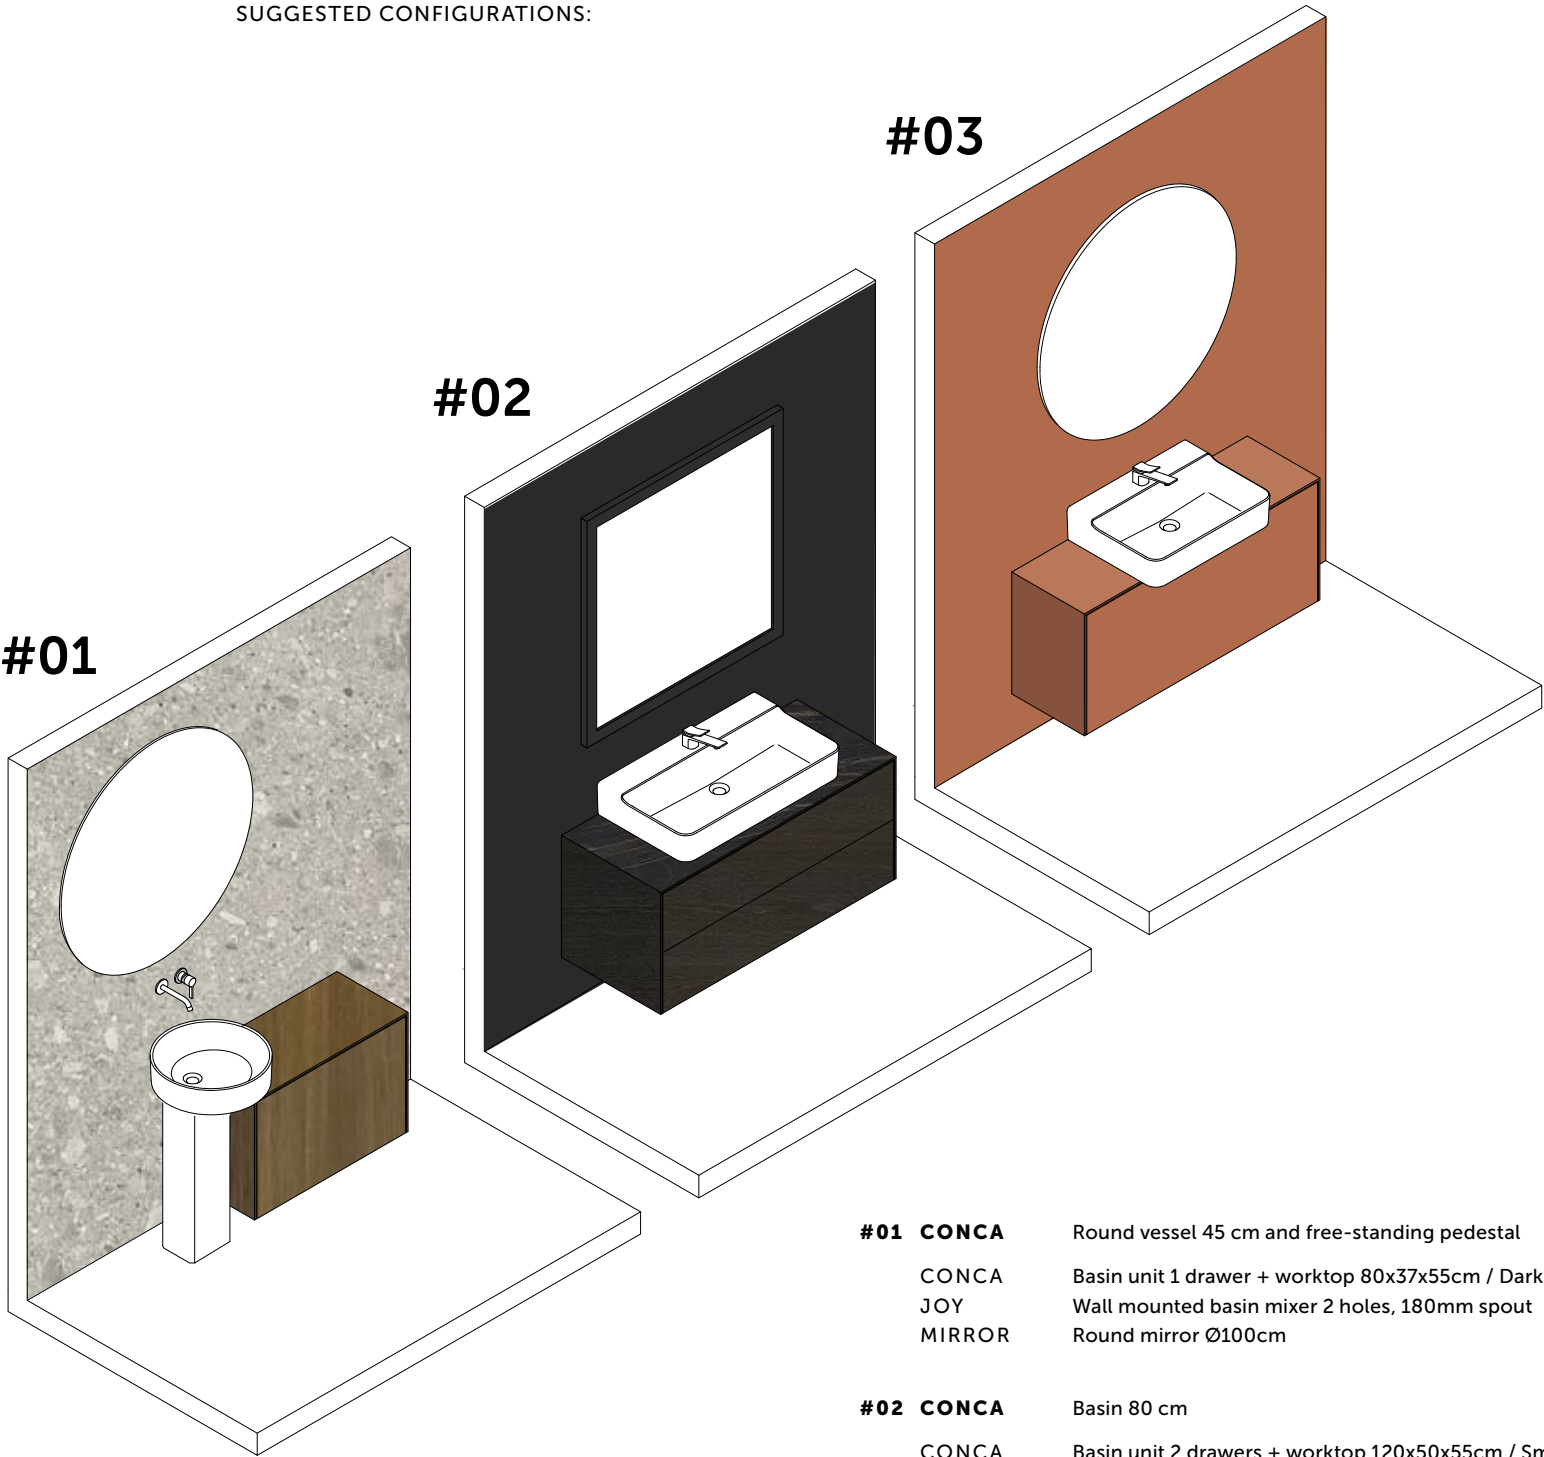 SUGGESTED CONFIGURATIONS:
#03
#02
#01
#01 CONCA Round vessel 45 cm and free-standing pedestal
CONCA Basin unit 1 drawer + worktop 80x37x55cm / Dark
JOY Wall mounted basin mixer 2 holes, 180mm spout
MIRROR Round mirror Ø100cm
#02 CONCA Basin 80 cm
CONCA Basin unit 2 drawers + worktop 120x50x55cm /